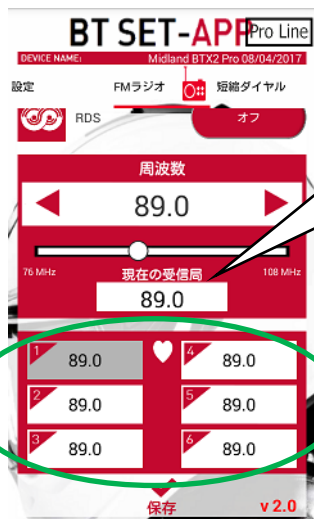 BT SET-APP Pro Line
DEVICE NAME: Midland BTX2 Pro 08/04/2017
設定 FMラジオ 短縮ダイヤル
RDS オフ
周波数
89.0
76 MHz 現在の受信局 108 MHz
89.0
1 89.0 4 89.0
2 89.0 5 89.0
3 89.0 6 89.0
保存 v 2.0